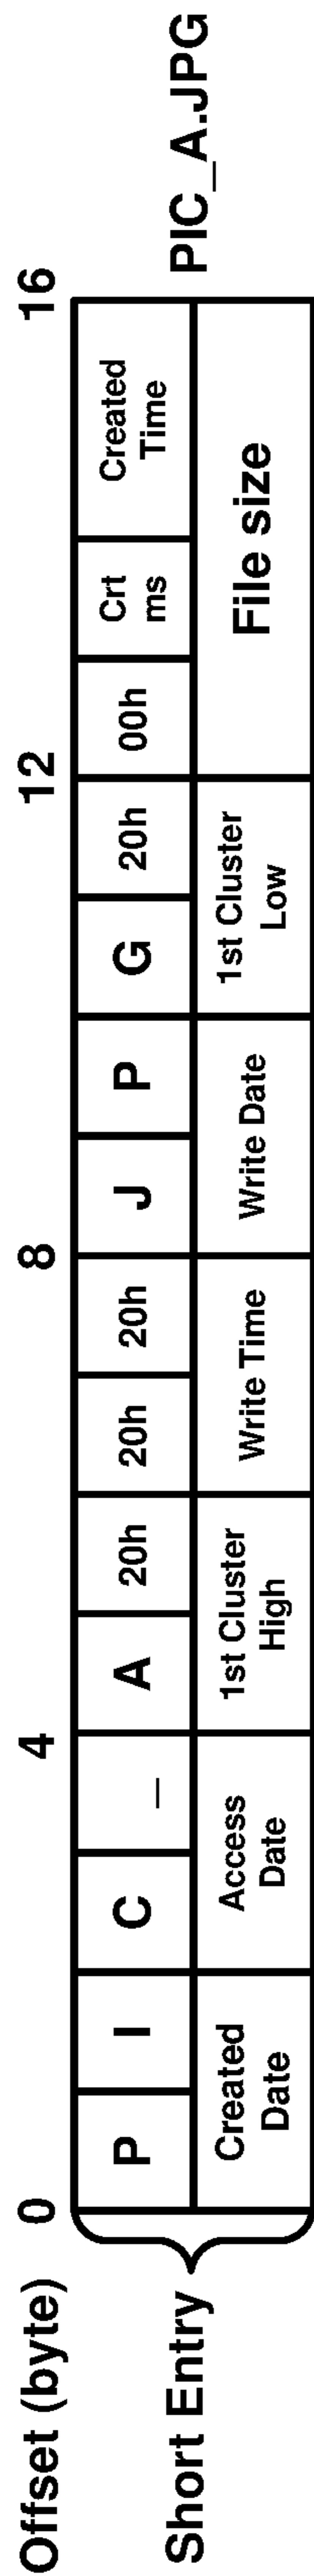 Offset (byte) 0 4 8 12 16
P I C _ A 20h 20h 20h J P G 20h 00h Crt ms Created Time
Short Entry PIC_A.JPG
Created Date Access Date 1st Cluster High Write Time Write Date 1st Cluster Low File size